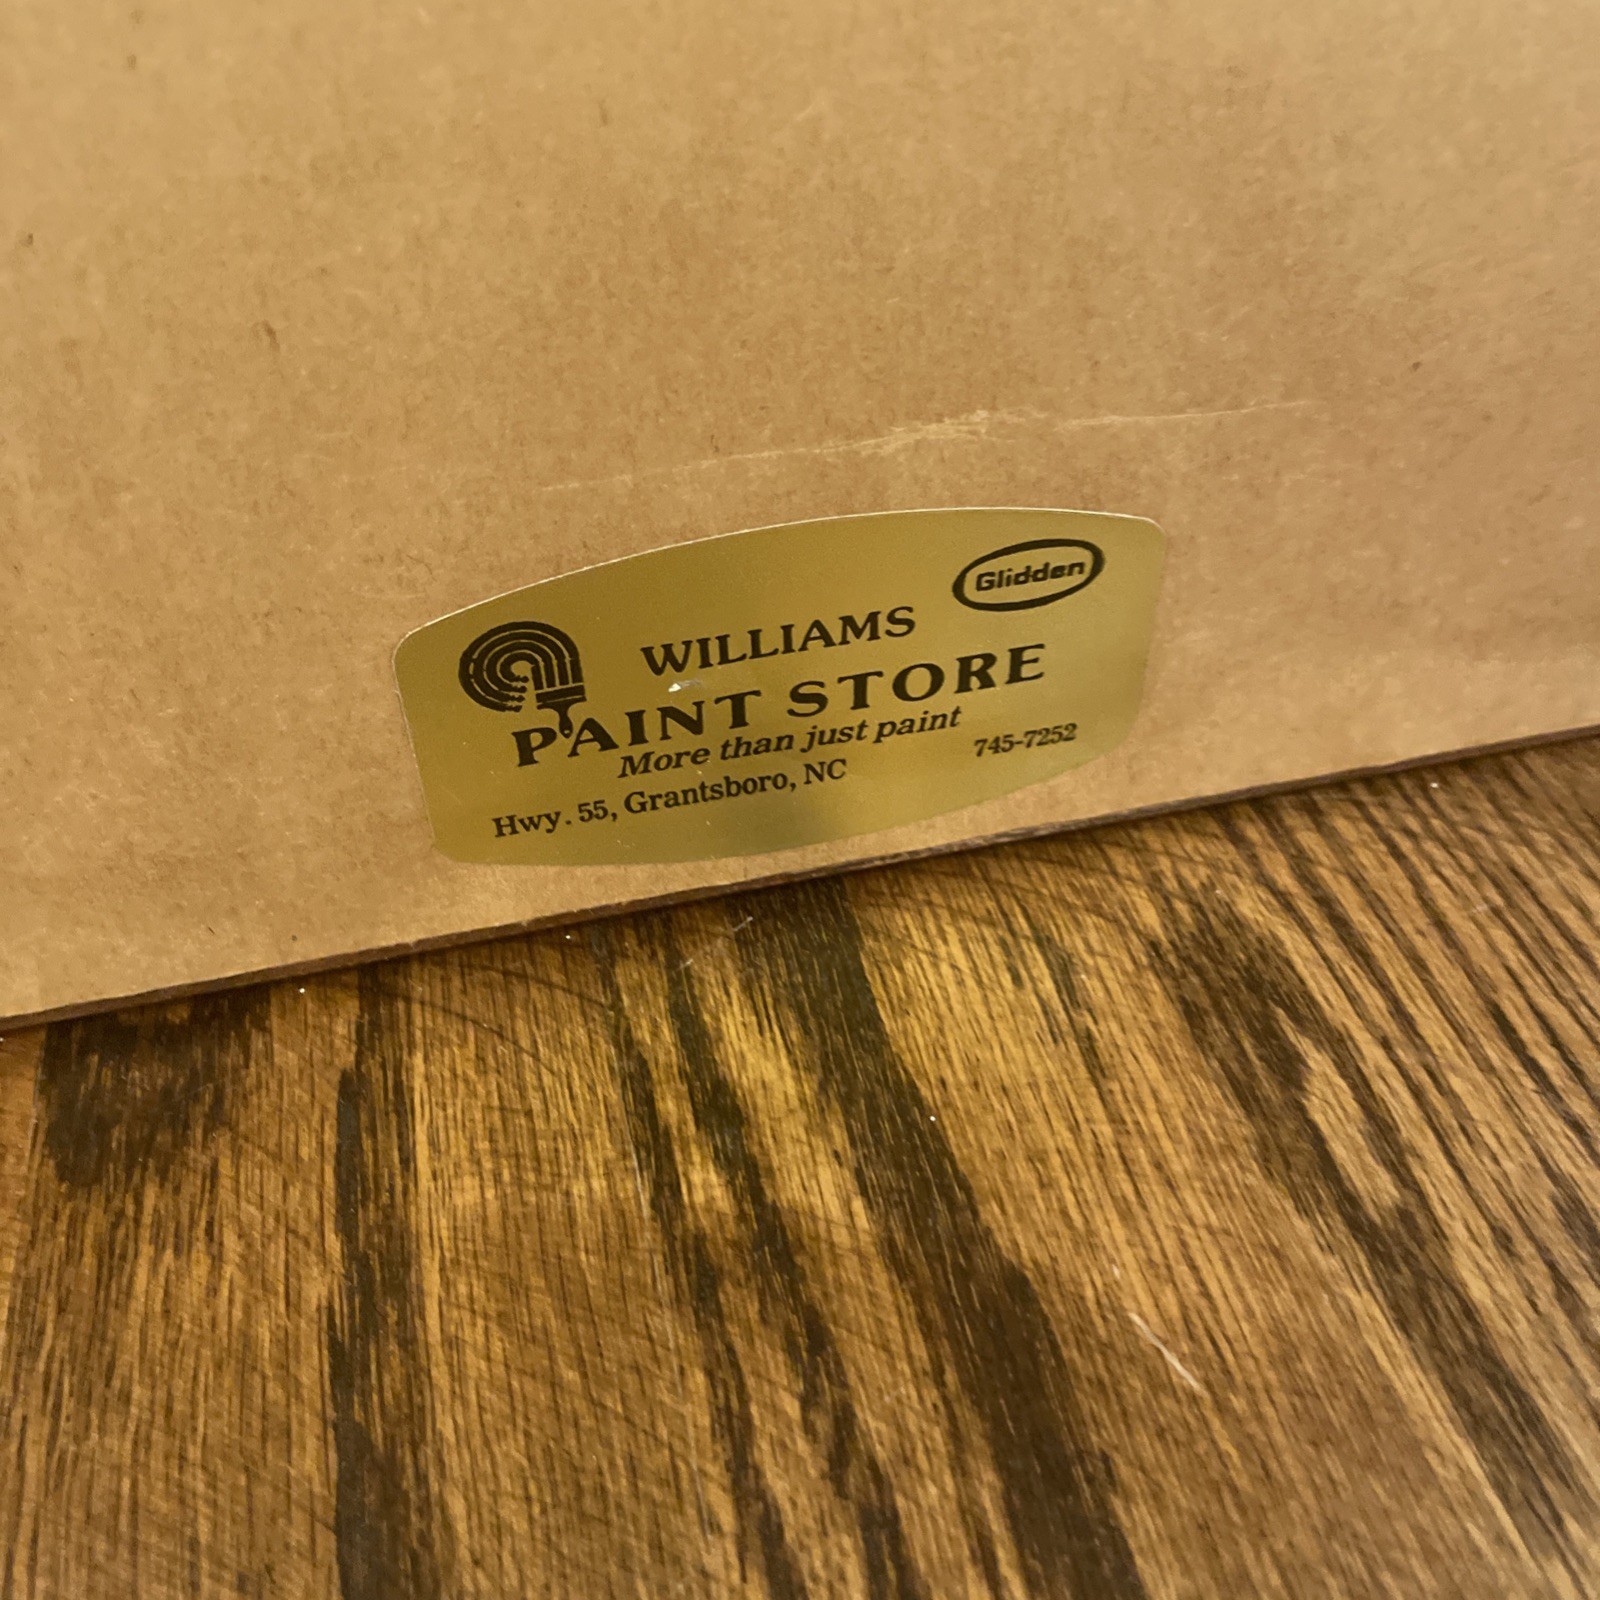 Glidden
WILLIAMS
PAINT STORE
More than just paint
745-7252
Hwy. 55, Grantsboro, NC